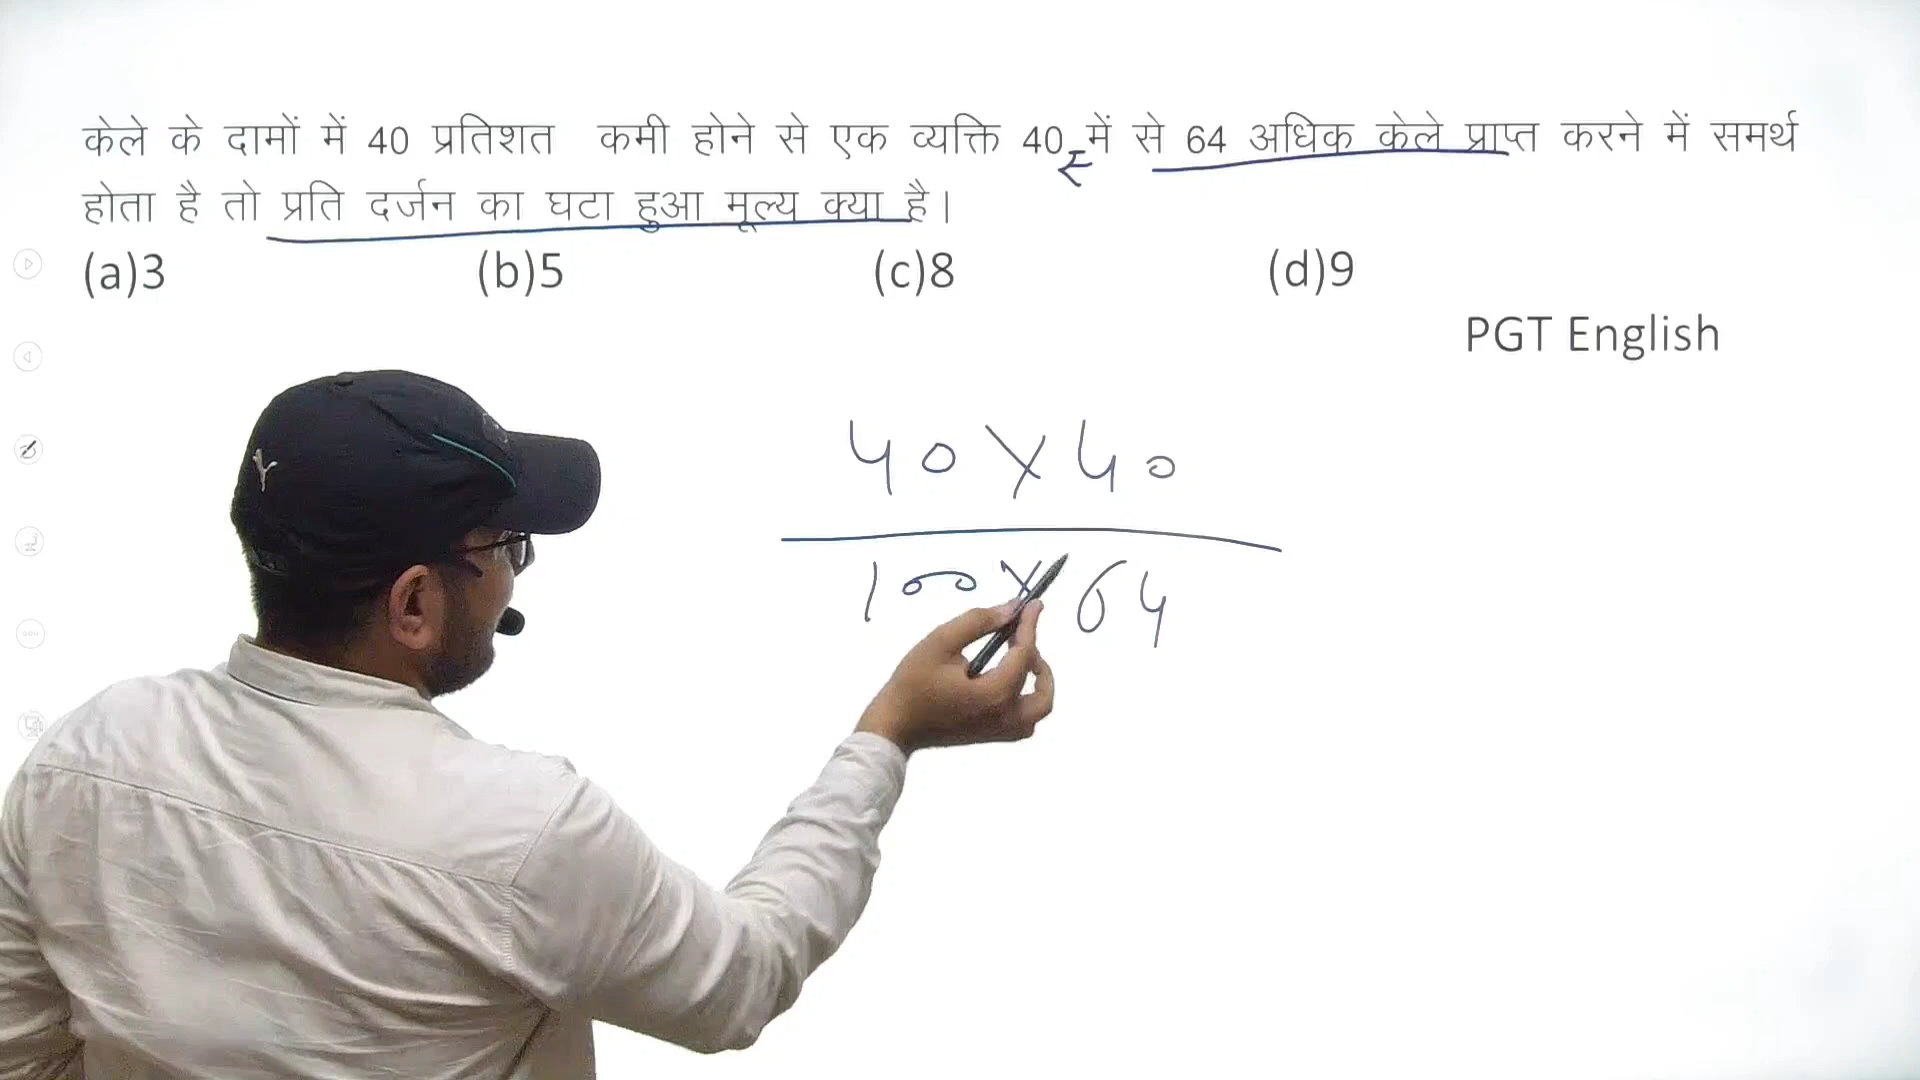 केले के दामों में 40 प्रतिशत कमी होने से एक व्यक्ति 40 ₹ में से 64 अधिक केले प्राप्त करने में समर्थ
होता है तो प्रति दर्जन का घटा हुआ मूल्य क्या है।
(a)3 (b)5 (c)8 (d)9
PGT English
40 X 40
100 X 64